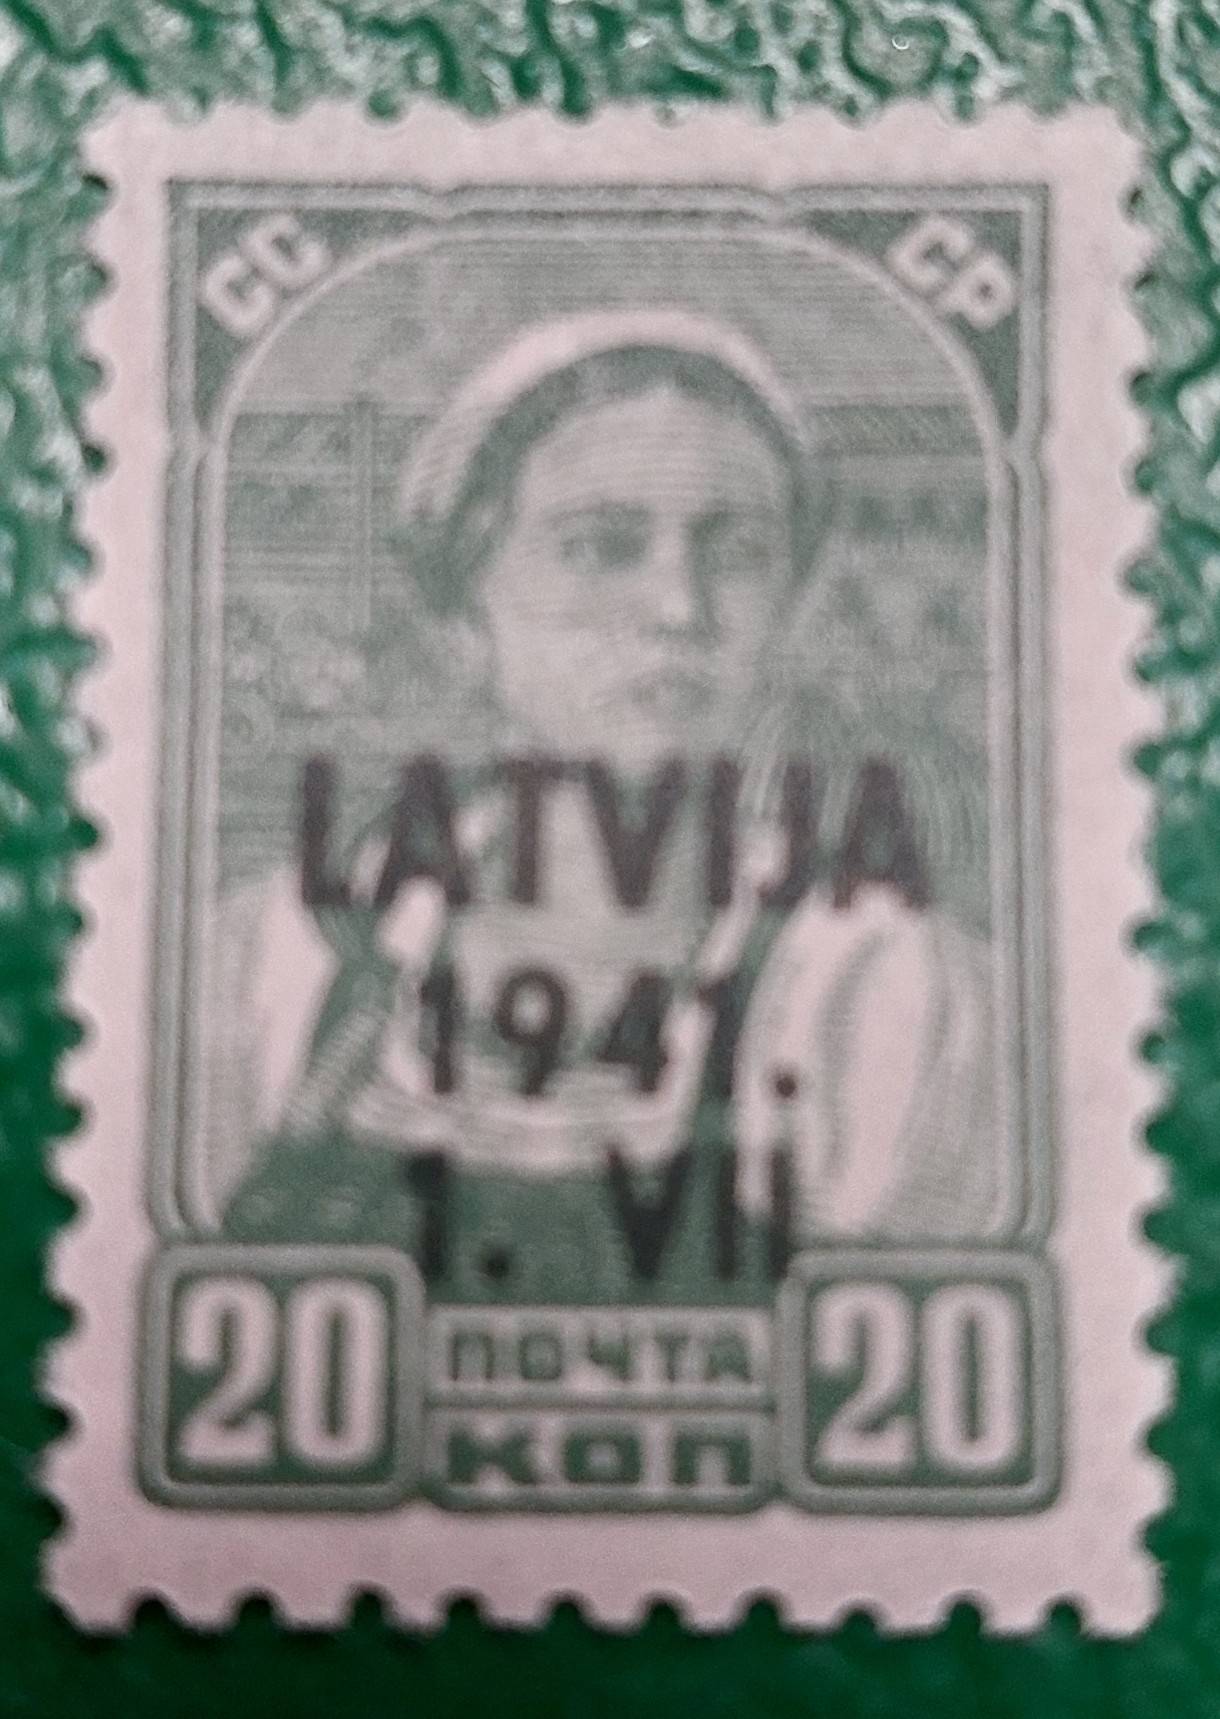 СС СР
LATVIJA
1941.
1. VII
20 ПОЧТА 20
КОП